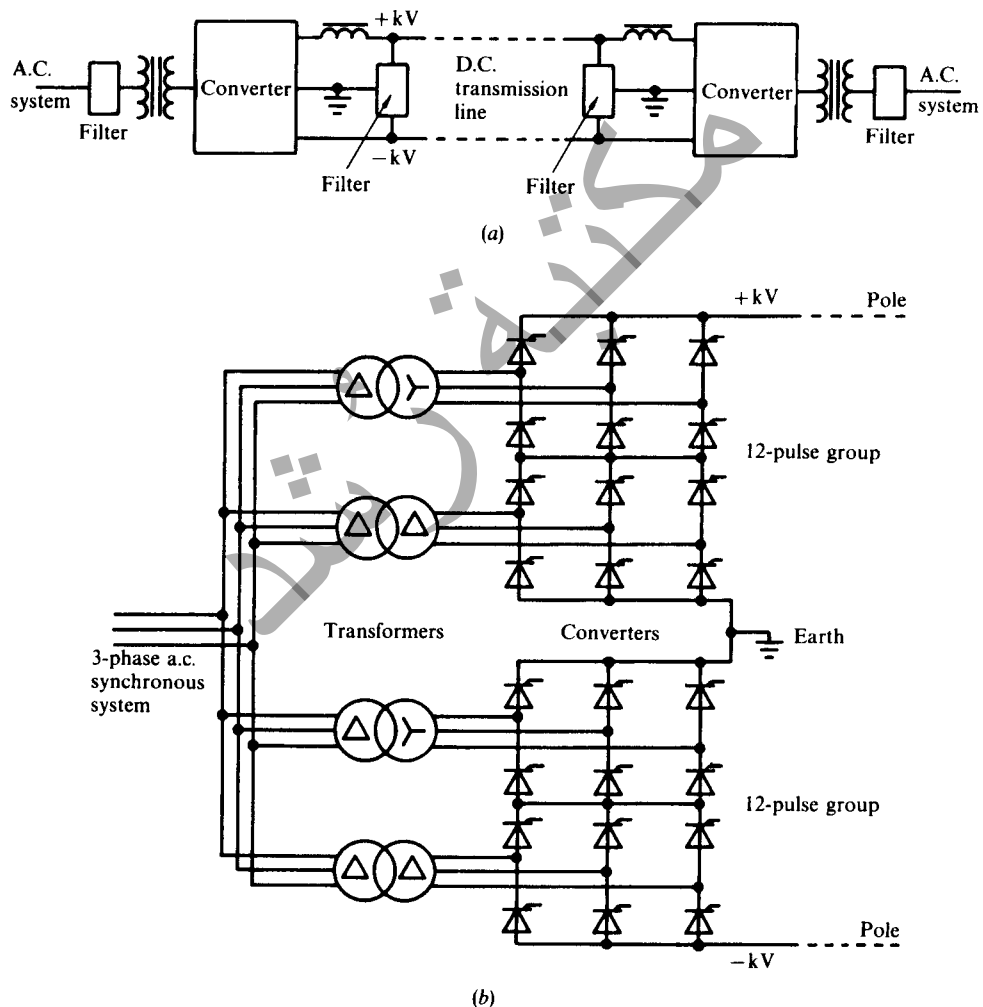 +kV
A.C.
system
Filter
Converter
−kV
Filter
D.C.
transmission
line
Filter
Converter
A.C.
system
Filter
(a)
+kV
Pole
12-pulse group
Transformers
Converters
Earth
3-phase a.c.
synchronous
system
12-pulse group
Pole
−kV
(b)